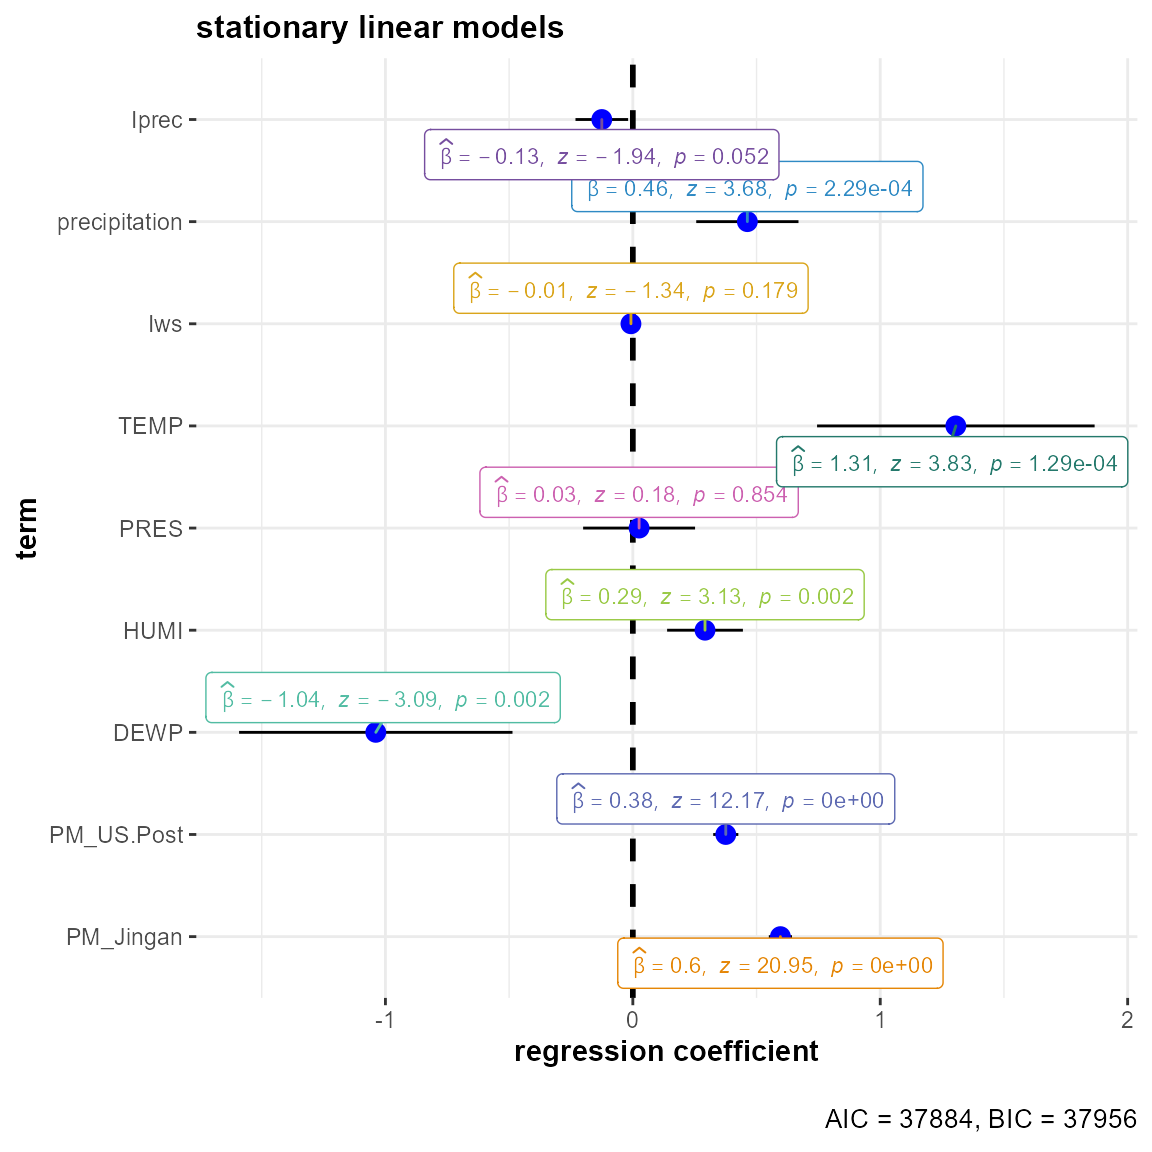 stationary linear models
Iprec
β̂ = −0.13, z = −1.94, p = 0.052
β = 0.46, z = 3.68, p = 2.29e-04
precipitation
β̂ = −0.01, z = −1.34, p = 0.179
Iws
TEMP
β̂ = 1.31, z = 3.83, p = 1.29e-04
β̂ = 0.03, z = 0.18, p = 0.854
PRES
β̂ = 0.29, z = 3.13, p = 0.002
HUMI
β̂ = −1.04, z = −3.09, p = 0.002
DEWP
β̂ = 0.38, z = 12.17, p = 0e+00
PM_US.Post
PM_Jingan
β̂ = 0.6, z = 20.95, p = 0e+00
term
-1 0 1 2
regression coefficient
AIC = 37884, BIC = 37956